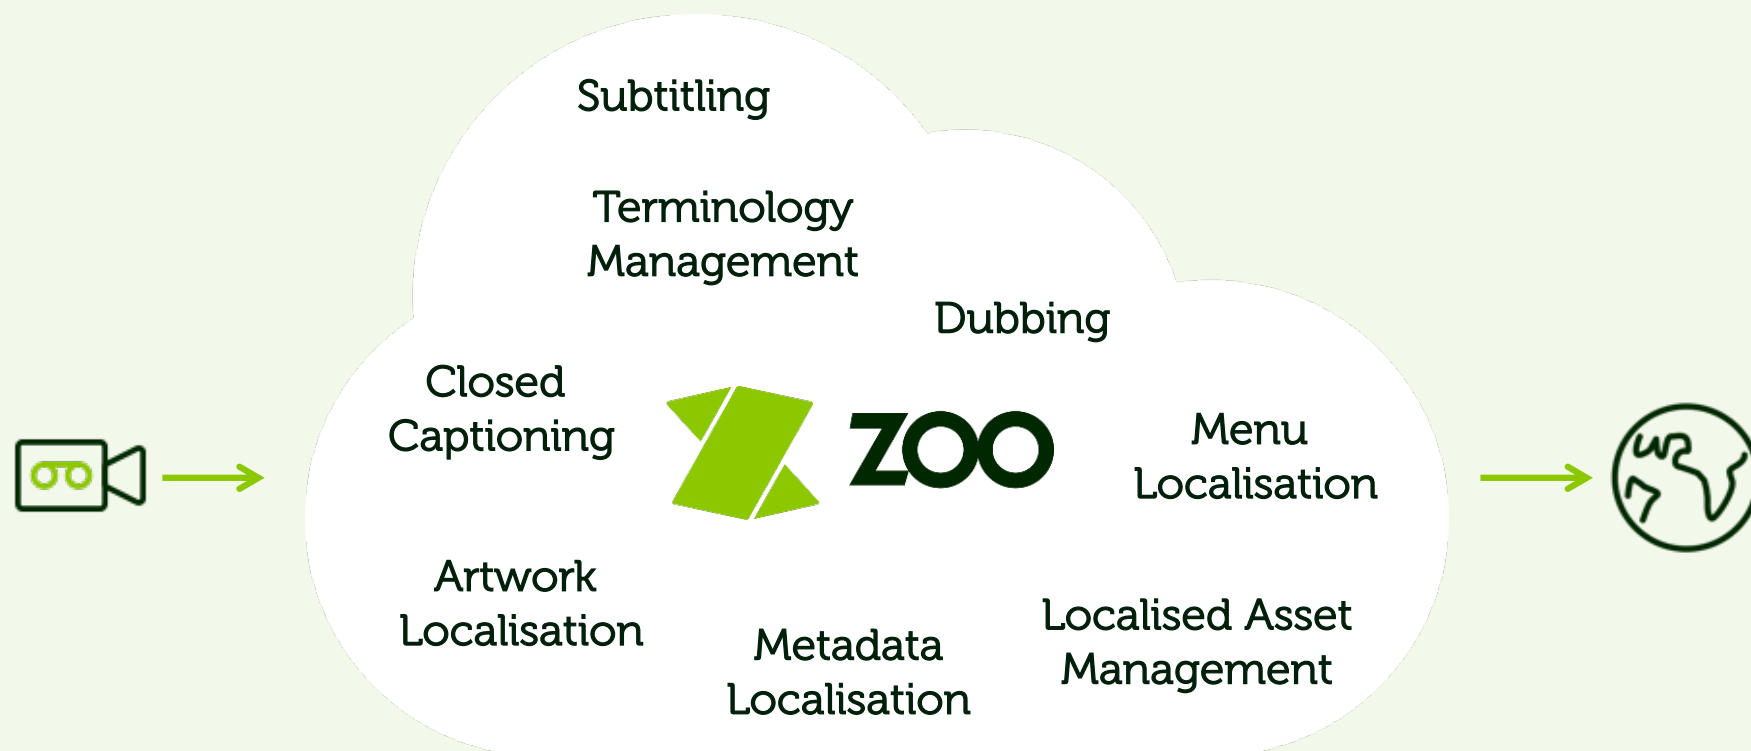 Subtitling
Terminology
Management
Dubbing
Closed
Captioning
ZOO
Menu
Localisation
Artwork
Localisation
Metadata
Localisation
Localised Asset
Management